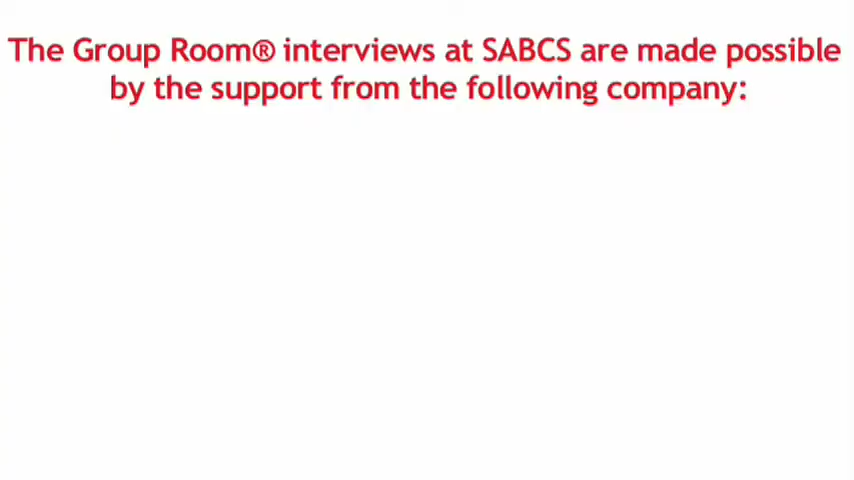 The Group Room® interviews at SABCS are made possible
by the support from the following company: